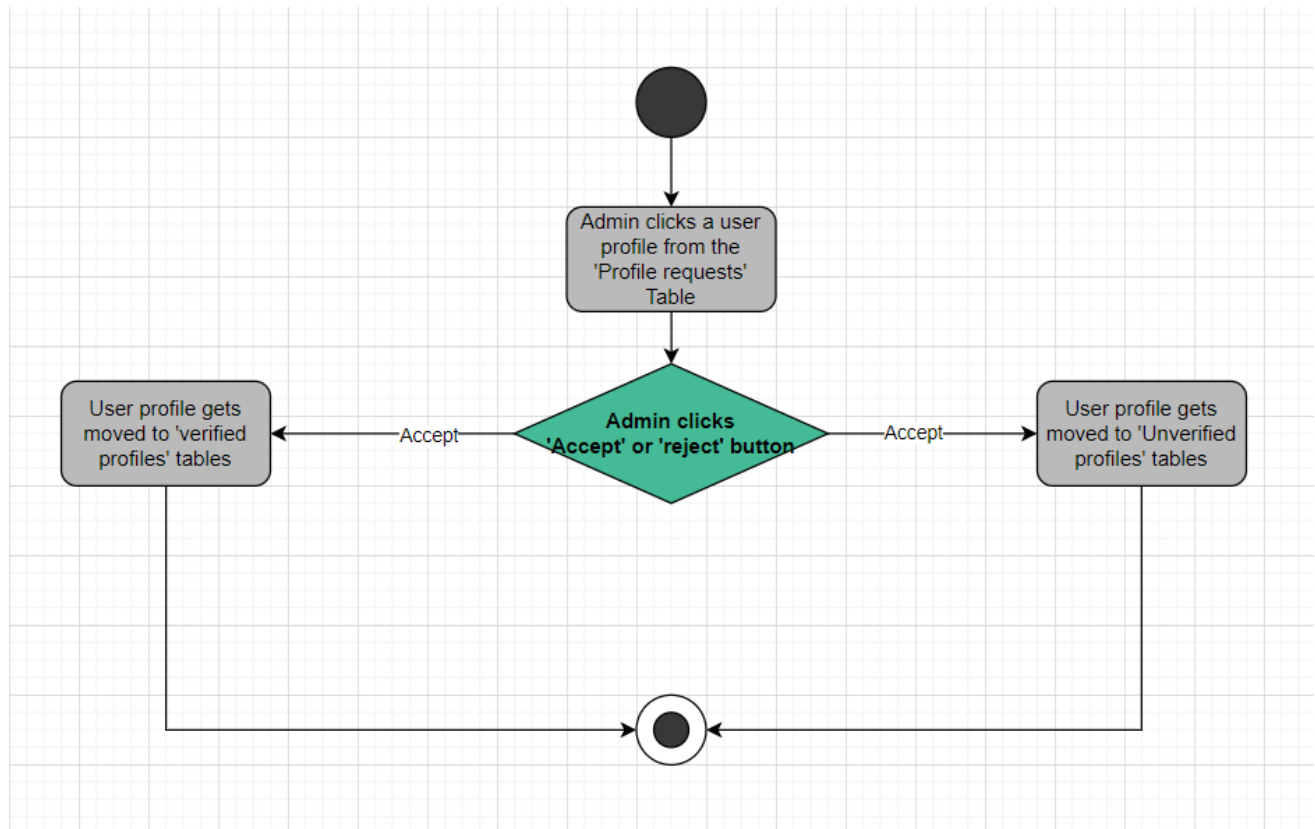 Admin clicks a user
profile from the
'Profile requests'
Table
User profile gets
moved to 'verified
profiles' tables
Accept
Admin clicks
'Accept' or 'reject' button
Accept
User profile gets
moved to 'Unverified
profiles' tables